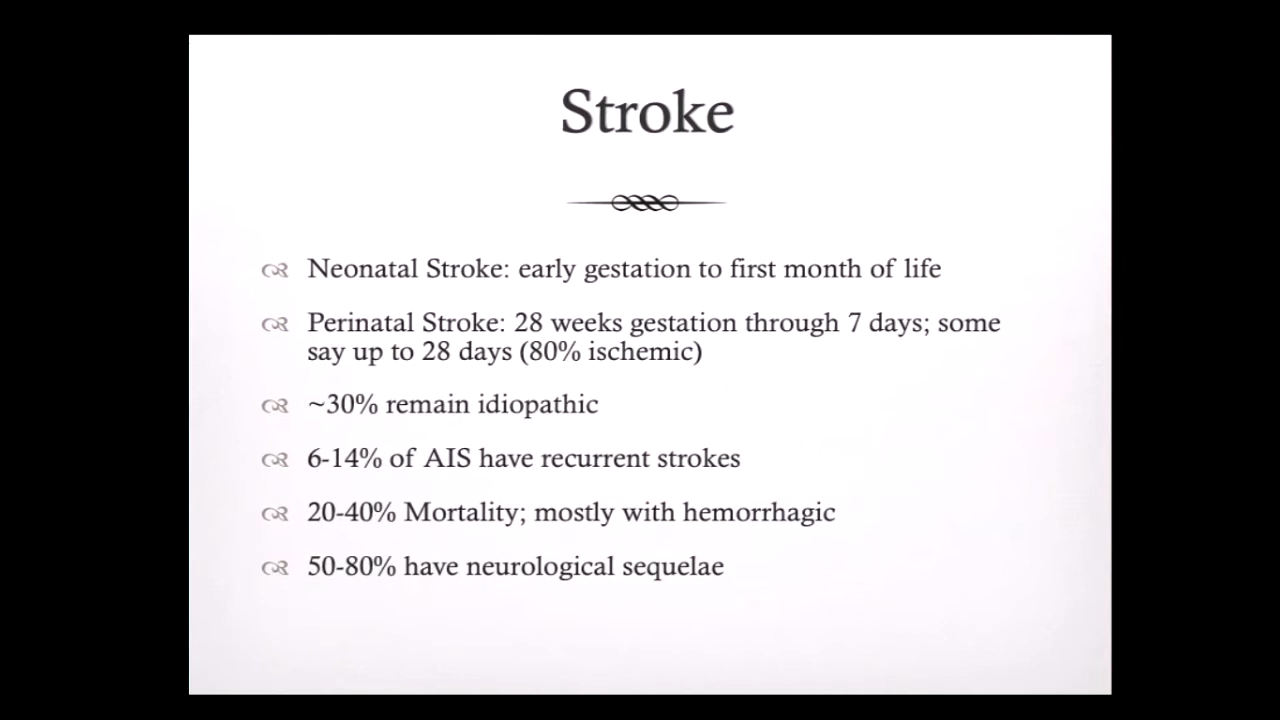 Stroke
Neonatal Stroke: early gestation to first month of life
Perinatal Stroke: 28 weeks gestation through 7 days; some
say up to 28 days (80% ischemic)
~30% remain idiopathic
6-14% of AIS have recurrent strokes
20-40% Mortality; mostly with hemorrhagic
50-80% have neurological sequelae